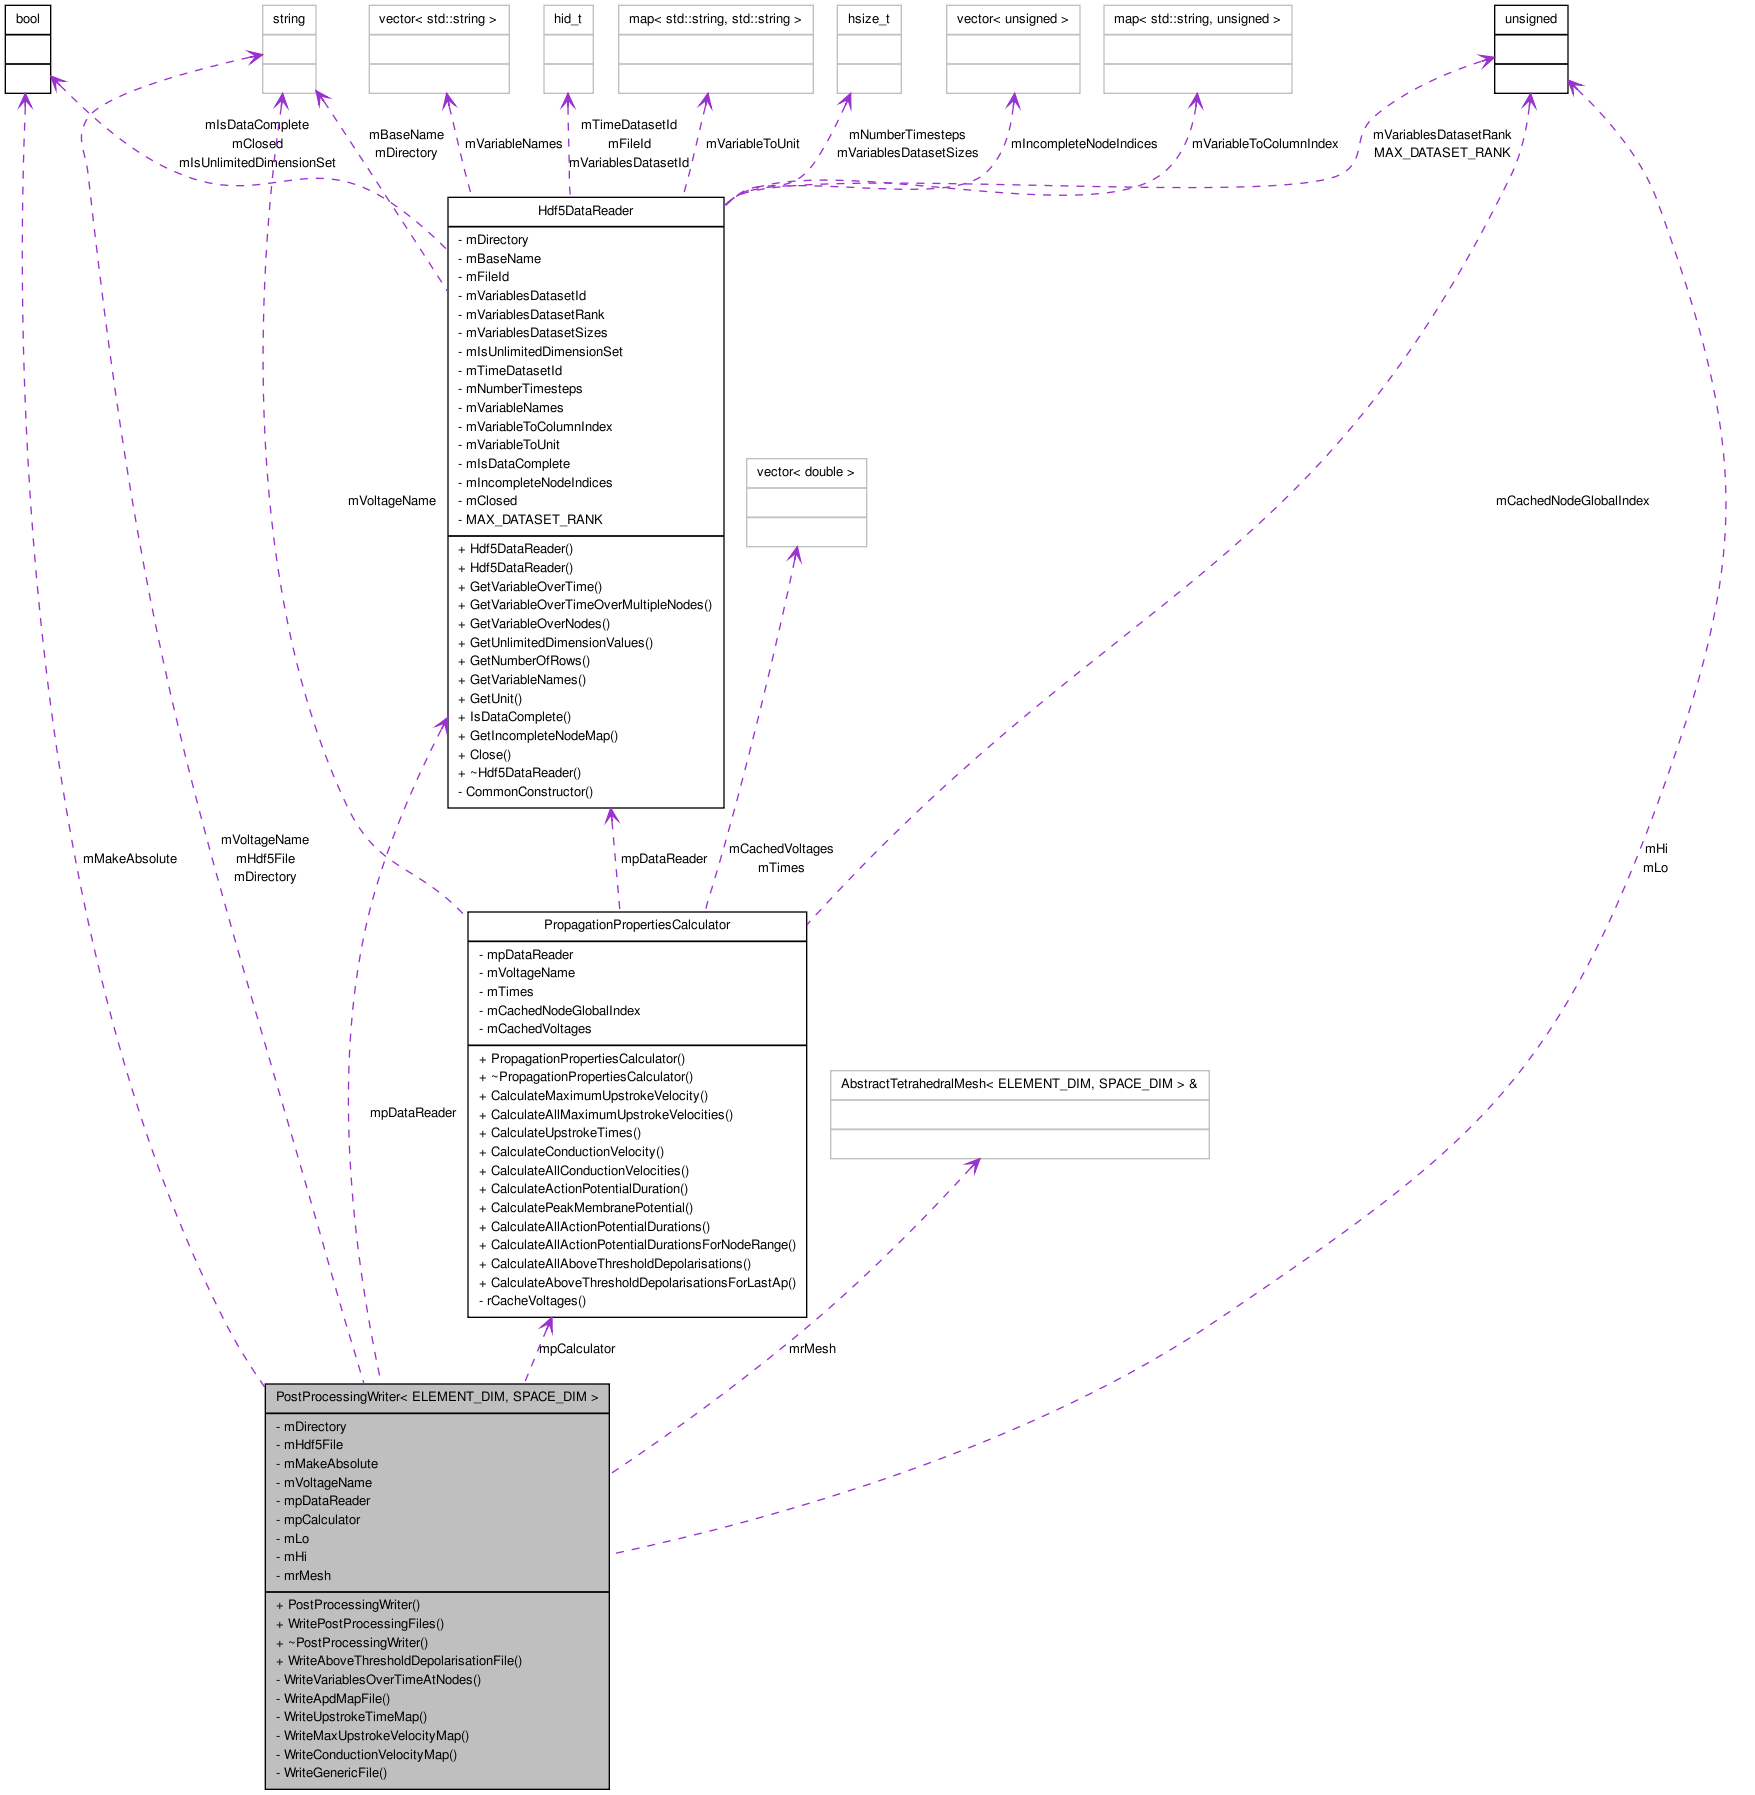 bool
string
vector< std::string >
hid_t
map< std::string, std::string >
hsize_t
vector< unsigned >
map< std::string, unsigned >
unsigned
mIsDataComplete
mClosed
mIsUnlimitedDimensionSet
mBaseName
mDirectory
mVariableNames
mTimeDatasetId
mFileId
mVariablesDatasetId
mVariableToUnit
mNumberTimesteps
mVariablesDatasetSizes
mIncompleteNodeIndices
mVariableToColumnIndex
mVariablesDatasetRank
MAX_DATASET_RANK
Hdf5DataReader
- mDirectory
- mBaseName
- mFileId
- mVariablesDatasetId
- mVariablesDatasetRank
- mVariablesDatasetSizes
- mIsUnlimitedDimensionSet
- mTimeDatasetId
- mNumberTimesteps
- mVariableNames
- mVariableToColumnIndex
- mVariableToUnit
- mIsDataComplete
- mIncompleteNodeIndices
- mClosed
- MAX_DATASET_RANK
+ Hdf5DataReader()
+ Hdf5DataReader()
+ GetVariableOverTime()
+ GetVariableOverTimeOverMultipleNodes()
+ GetVariableOverNodes()
+ GetUnlimitedDimensionValues()
+ GetNumberOfRows()
+ GetVariableNames()
+ GetUnit()
+ IsDataComplete()
+ GetIncompleteNodeMap()
+ Close()
+ ~Hdf5DataReader()
- CommonConstructor()
vector< double >
mVoltageName
mCachedNodeGlobalIndex
mMakeAbsolute
mVoltageName
mHdf5File
mDirectory
mpDataReader
mCachedVoltages
mTimes
mHi
mLo
PropagationPropertiesCalculator
- mpDataReader
- mVoltageName
- mTimes
- mCachedNodeGlobalIndex
- mCachedVoltages
+ PropagationPropertiesCalculator()
+ ~PropagationPropertiesCalculator()
+ CalculateMaximumUpstrokeVelocity()
+ CalculateAllMaximumUpstrokeVelocities()
+ CalculateUpstrokeTimes()
+ CalculateConductionVelocity()
+ CalculateAllConductionVelocities()
+ CalculateActionPotentialDuration()
+ CalculatePeakMembranePotential()
+ CalculateAllActionPotentialDurations()
+ CalculateAllActionPotentialDurationsForNodeRange()
+ CalculateAllAboveThresholdDepolarisations()
+ CalculateAboveThresholdDepolarisationsForLastAp()
- rCacheVoltages()
mpDataReader
AbstractTetrahedralMesh< ELEMENT_DIM, SPACE_DIM > &
mpCalculator
mrMesh
PostProcessingWriter< ELEMENT_DIM, SPACE_DIM >
- mDirectory
- mHdf5File
- mMakeAbsolute
- mVoltageName
- mpDataReader
- mpCalculator
- mLo
- mHi
- mrMesh
+ PostProcessingWriter()
+ WritePostProcessingFiles()
+ ~PostProcessingWriter()
+ WriteAboveThresholdDepolarisationFile()
- WriteVariablesOverTimeAtNodes()
- WriteApdMapFile()
- WriteUpstrokeTimeMap()
- WriteMaxUpstrokeVelocityMap()
- WriteConductionVelocityMap()
- WriteGenericFile()